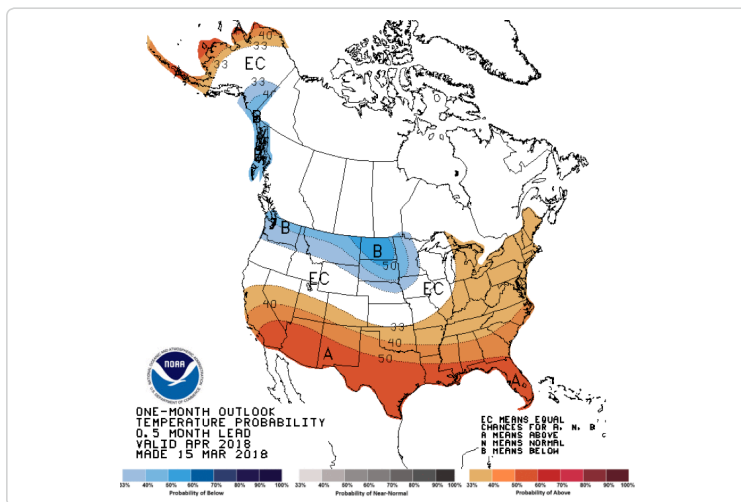 40
33
33
EC
33
40
B
B
B
50
EC
EC
40
33
40
50
A
A
NOAA
ONE-MONTH OUTLOOK
TEMPERATURE PROBABILITY
0.5 MONTH LEAD
VALID APR 2018
MADE 15 MAR 2018
EC MEANS EQUAL
CHANCES FOR A, N, B
A MEANS ABOVE
N MEANS NORMAL
B MEANS BELOW
33% 40% 50% 60% 70% 80% 90% 100%
Probability of Below
33% 40% 50% 60% 70% 80% 90% 100%
Probability of Near-Normal
33% 40% 50% 60% 70% 80% 90% 100%
Probability of Above